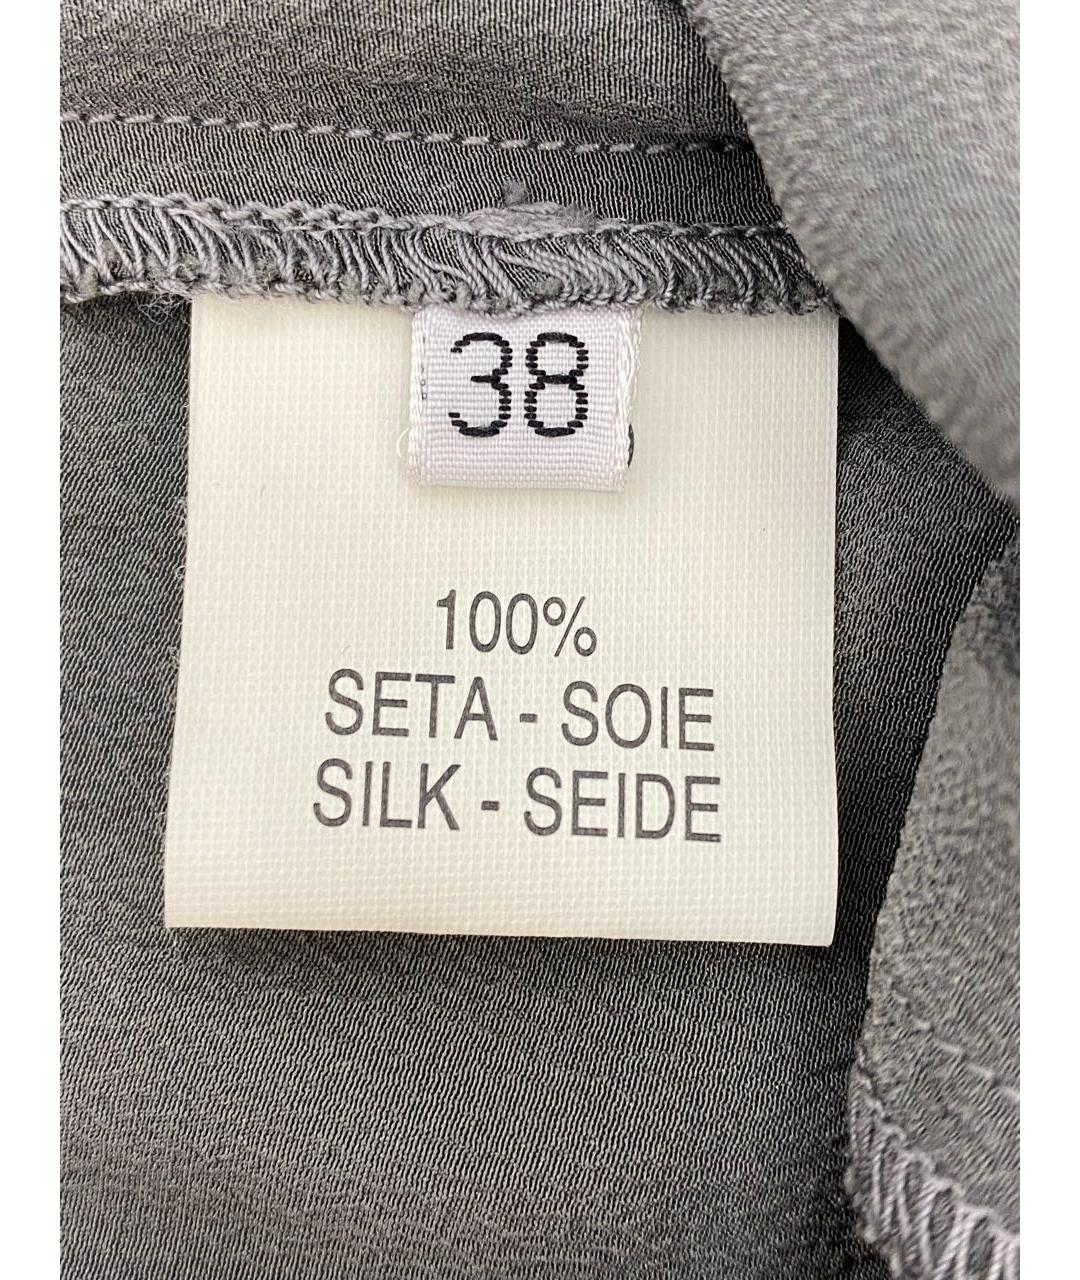 38
100%
SETA - SOIE
SILK - SEIDE